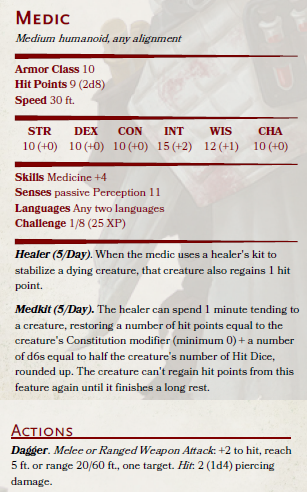 MEDIC
Medium humanoid, any alignment
Armor Class 10
Hit Points 9 (2d8)
Speed 30 ft.
STR DEX CON INT WIS CHA
10 (+0) 10 (+0) 10 (+0) 15 (+2) 12 (+1) 10 (+0)
Skills Medicine +4
Senses passive Perception 11
Languages Any two languages
Challenge 1/8 (25 XP)
Healer (5/Day). When the medic uses a healer's kit to
stabilize a dying creature, that creature also regains 1 hit
point.
Medkit (5/Day). The healer can spend 1 minute tending to
a creature, restoring a number of hit points equal to the
creature's Constitution modifier (minimum 0) + a number
of d6s equal to half the creature's number of Hit Dice,
rounded up. The creature can't regain hit points from this
feature again until it finishes a long rest.
ACTIONS
Dagger. Melee or Ranged Weapon Attack: +2 to hit, reach
5 ft. or range 20/60 ft., one target. Hit: 2 (1d4) piercing
damage.